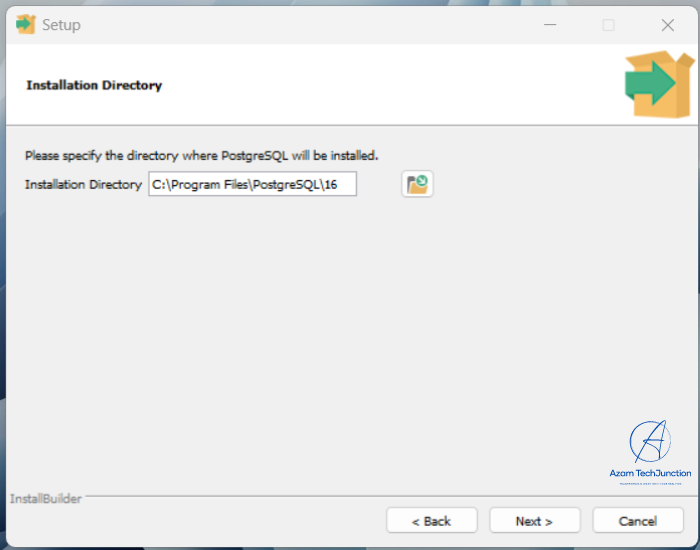 Setup
Installation Directory
Please specify the directory where PostgreSQL will be installed.
Installation Directory C:\Program Files\PostgreSQL\16
Azam TechJunction
InstallBuilder
< Back Next > Cancel